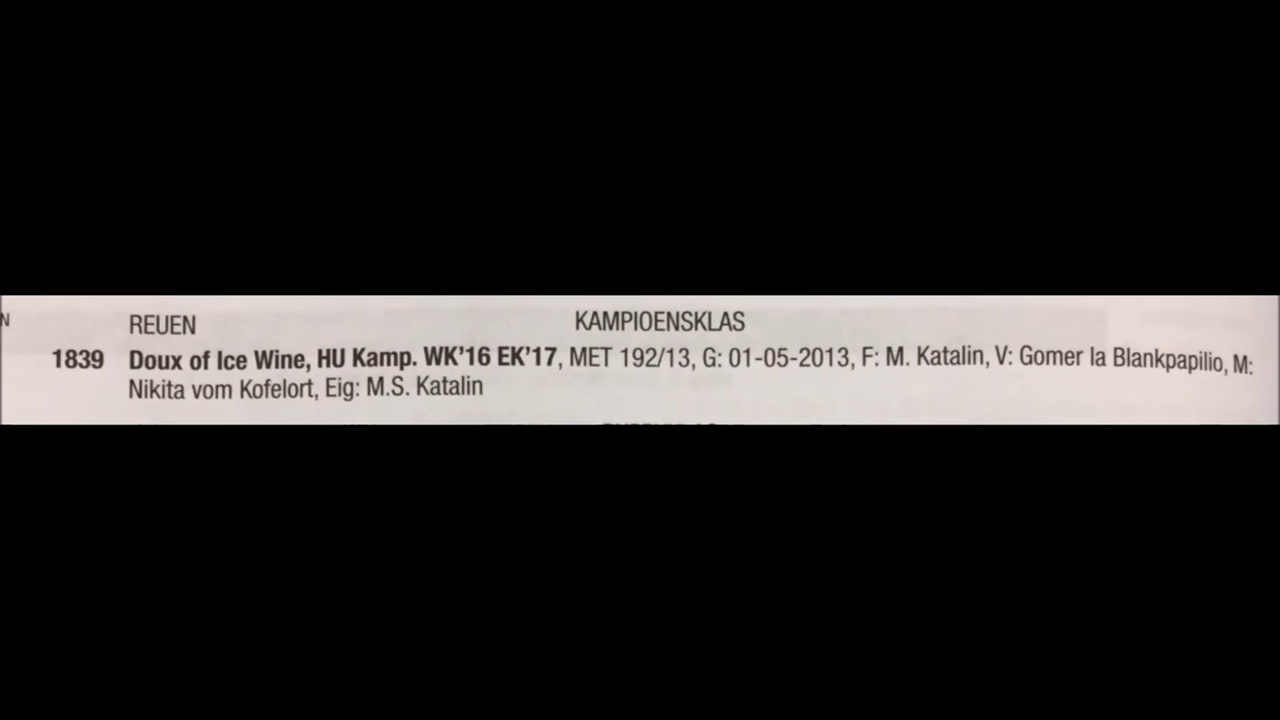 N
REUEN KAMPIOENSKLAS
1839 Doux of Ice Wine, HU Kamp. WK'16 EK'17, MET 192/13, G: 01-05-2013, F: M. Katalin, V: Gomer la Blankpapilio, M:
Nikita vom Kofelort, Eig: M.S. Katalin